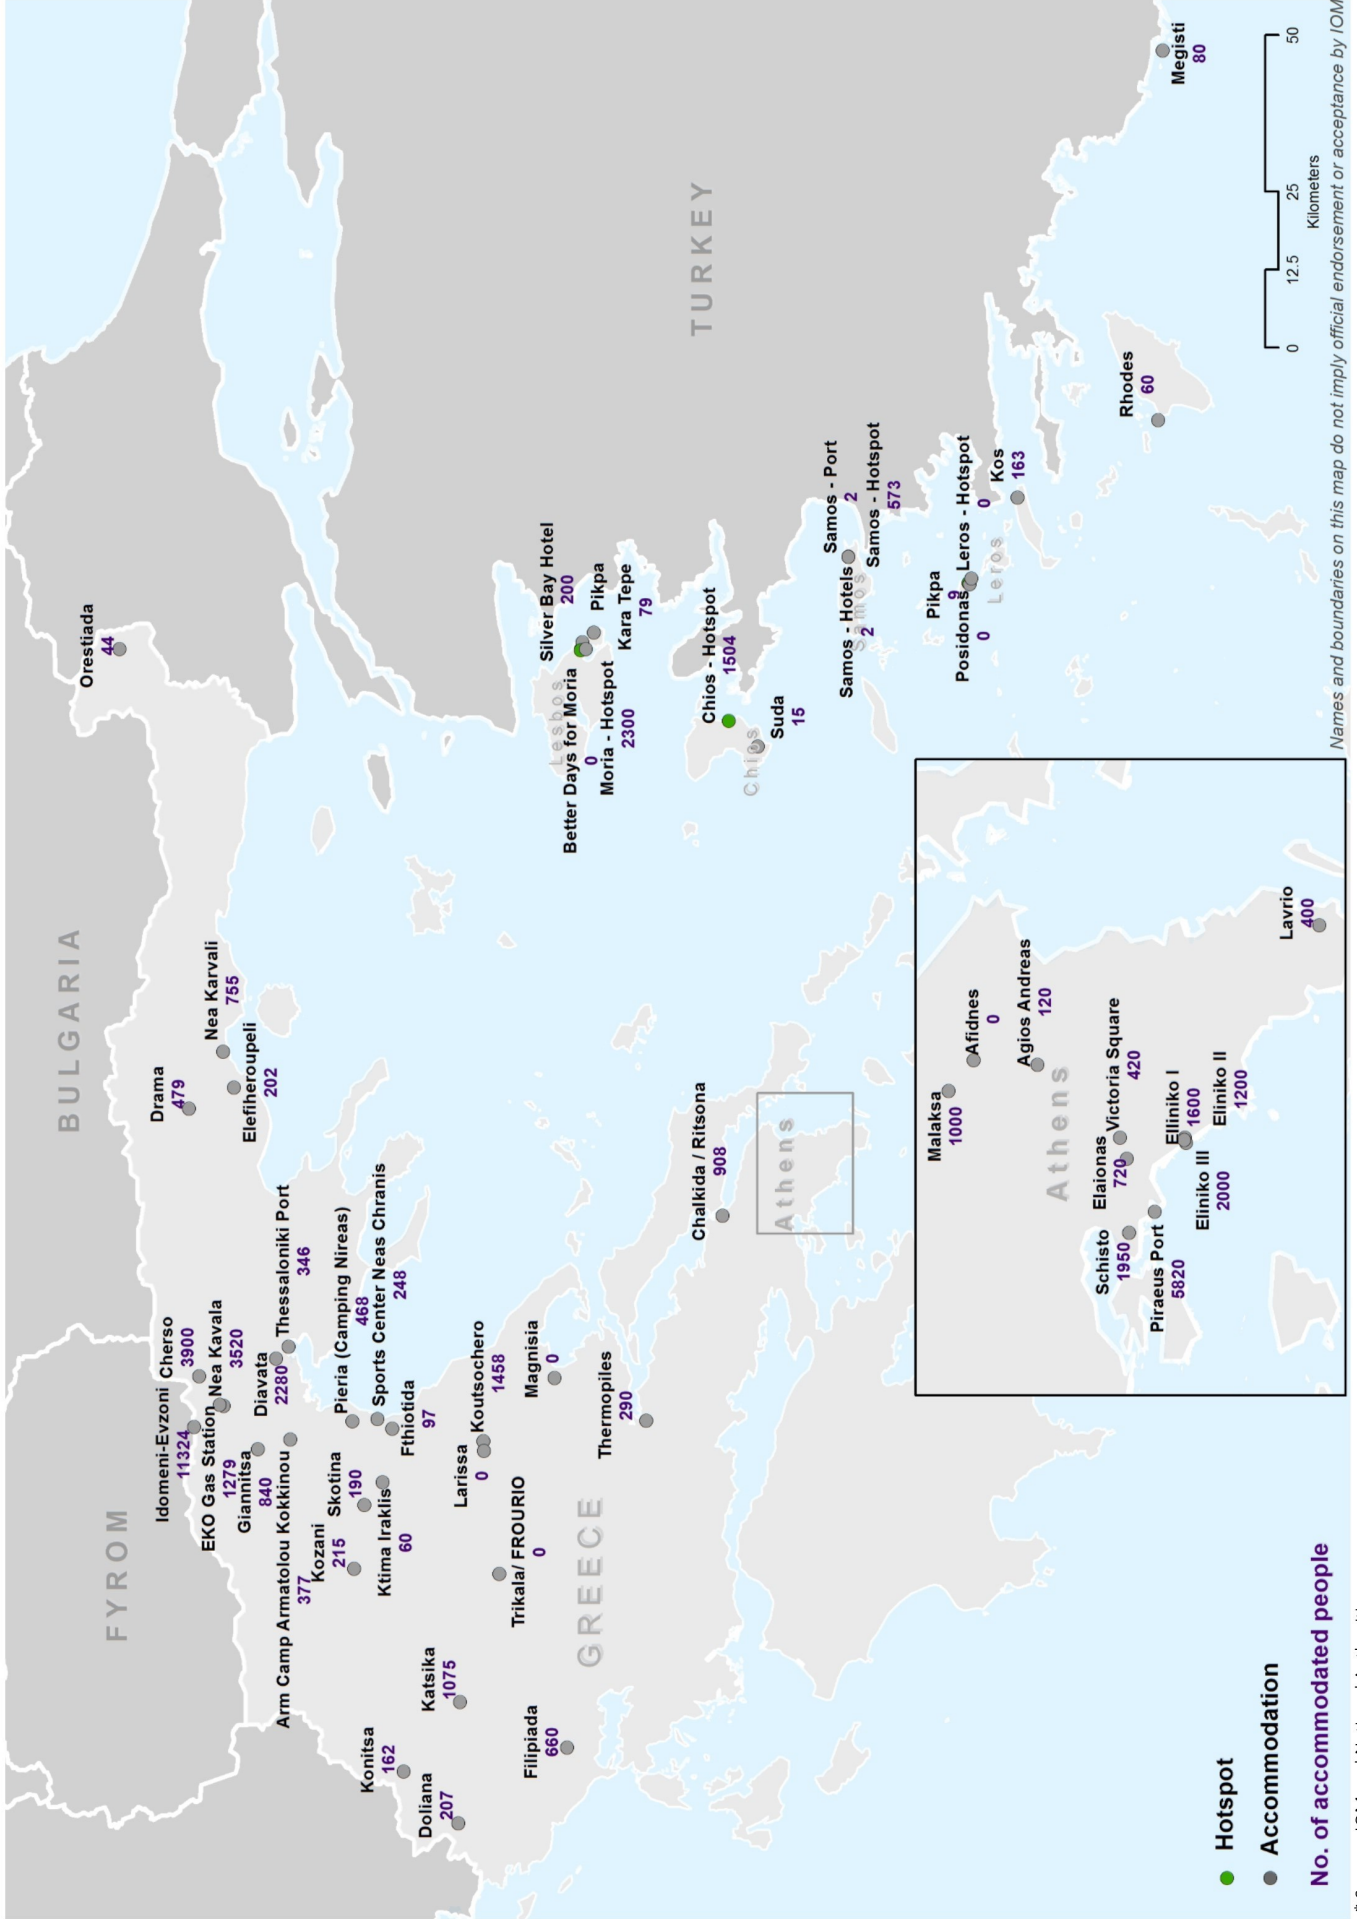 BULGARIA
FYROM
TURKEY
GREECE
Orestiada
44
Drama
479
Nea Karvali
755
Elefiheroupeli
202
Idomeni-Evzoni
11324
Cherso
3900
EKO Gas Station
1279
Nea Kavala
3520
Giannitsa
840
Diavata
2280
Thessaloniki Port
346
Arm Camp Armatolou Kokkinou
377
Kozani
215
Skotina
190
Pieria (Camping Nireas)
468
Sports Center Neas Chranis
248
Ktima Iraklis
60
Fthiotida
97
Konitsa
162
Doliana
207
Katsika
1075
Filipiada
660
Larissa
0
Koutsochero
1458
Trikala/ FROURIO
0
Magnisia
0
Thermopiles
290
Chalkida / Ritsona
908
Athens
Lesbos
Silver Bay Hotel
200
Pikpa
Kara Tepe
79
Better Days for Moria
0
Moria - Hotspot
2300
Chios - Hotspot
1504
Chios
Suda
15
Samos - Port
2
Samos - Hotspot
573
Samos - Hotels
2
Samos
Pikpa
9
Posidonas
0
Leros - Hotspot
0
Leros
Kos
163
Rhodes
60
Megisti
80
Malaksa
1000
Afidnes
0
Agios Andreas
120
Athens
Elaionas
720
Victoria Square
420
Schisto
1950
Piraeus Port
5820
Elliniko I
1600
Eliniko II
1200
Eliniko III
2000
Lavrio
400
0 12.5 25 50
Kilometers
Hotspot
Accommodation
No. of accommodated people
Names and boundaries on this map do not imply official endorsement or acceptance by IOM